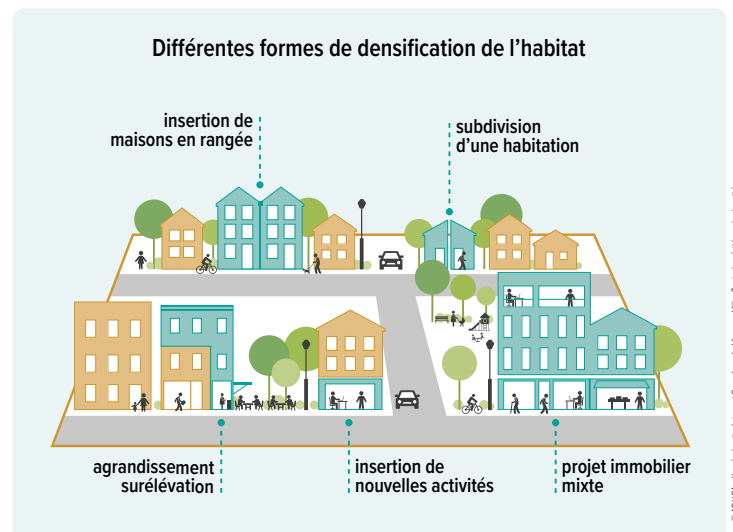 Différentes formes de densification de l'habitat
insertion de
maisons en rangée
subdivision
d'une habitation
agrandissement
surélévation
insertion de
nouvelles activités
projet immobilier
mixte